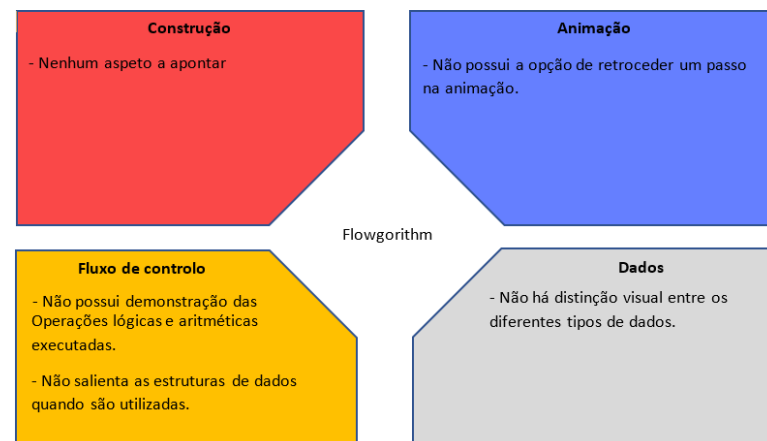 Construção
- Nenhum aspeto a apontar
Animação
- Não possui a opção de retroceder um passo
na animação.
Flowgorithm
Fluxo de controlo
- Não possui demonstração das
Operações lógicas e aritméticas
executadas.
- Não salienta as estruturas de dados
quando são utilizadas.
Dados
- Não há distinção visual entre os
diferentes tipos de dados.